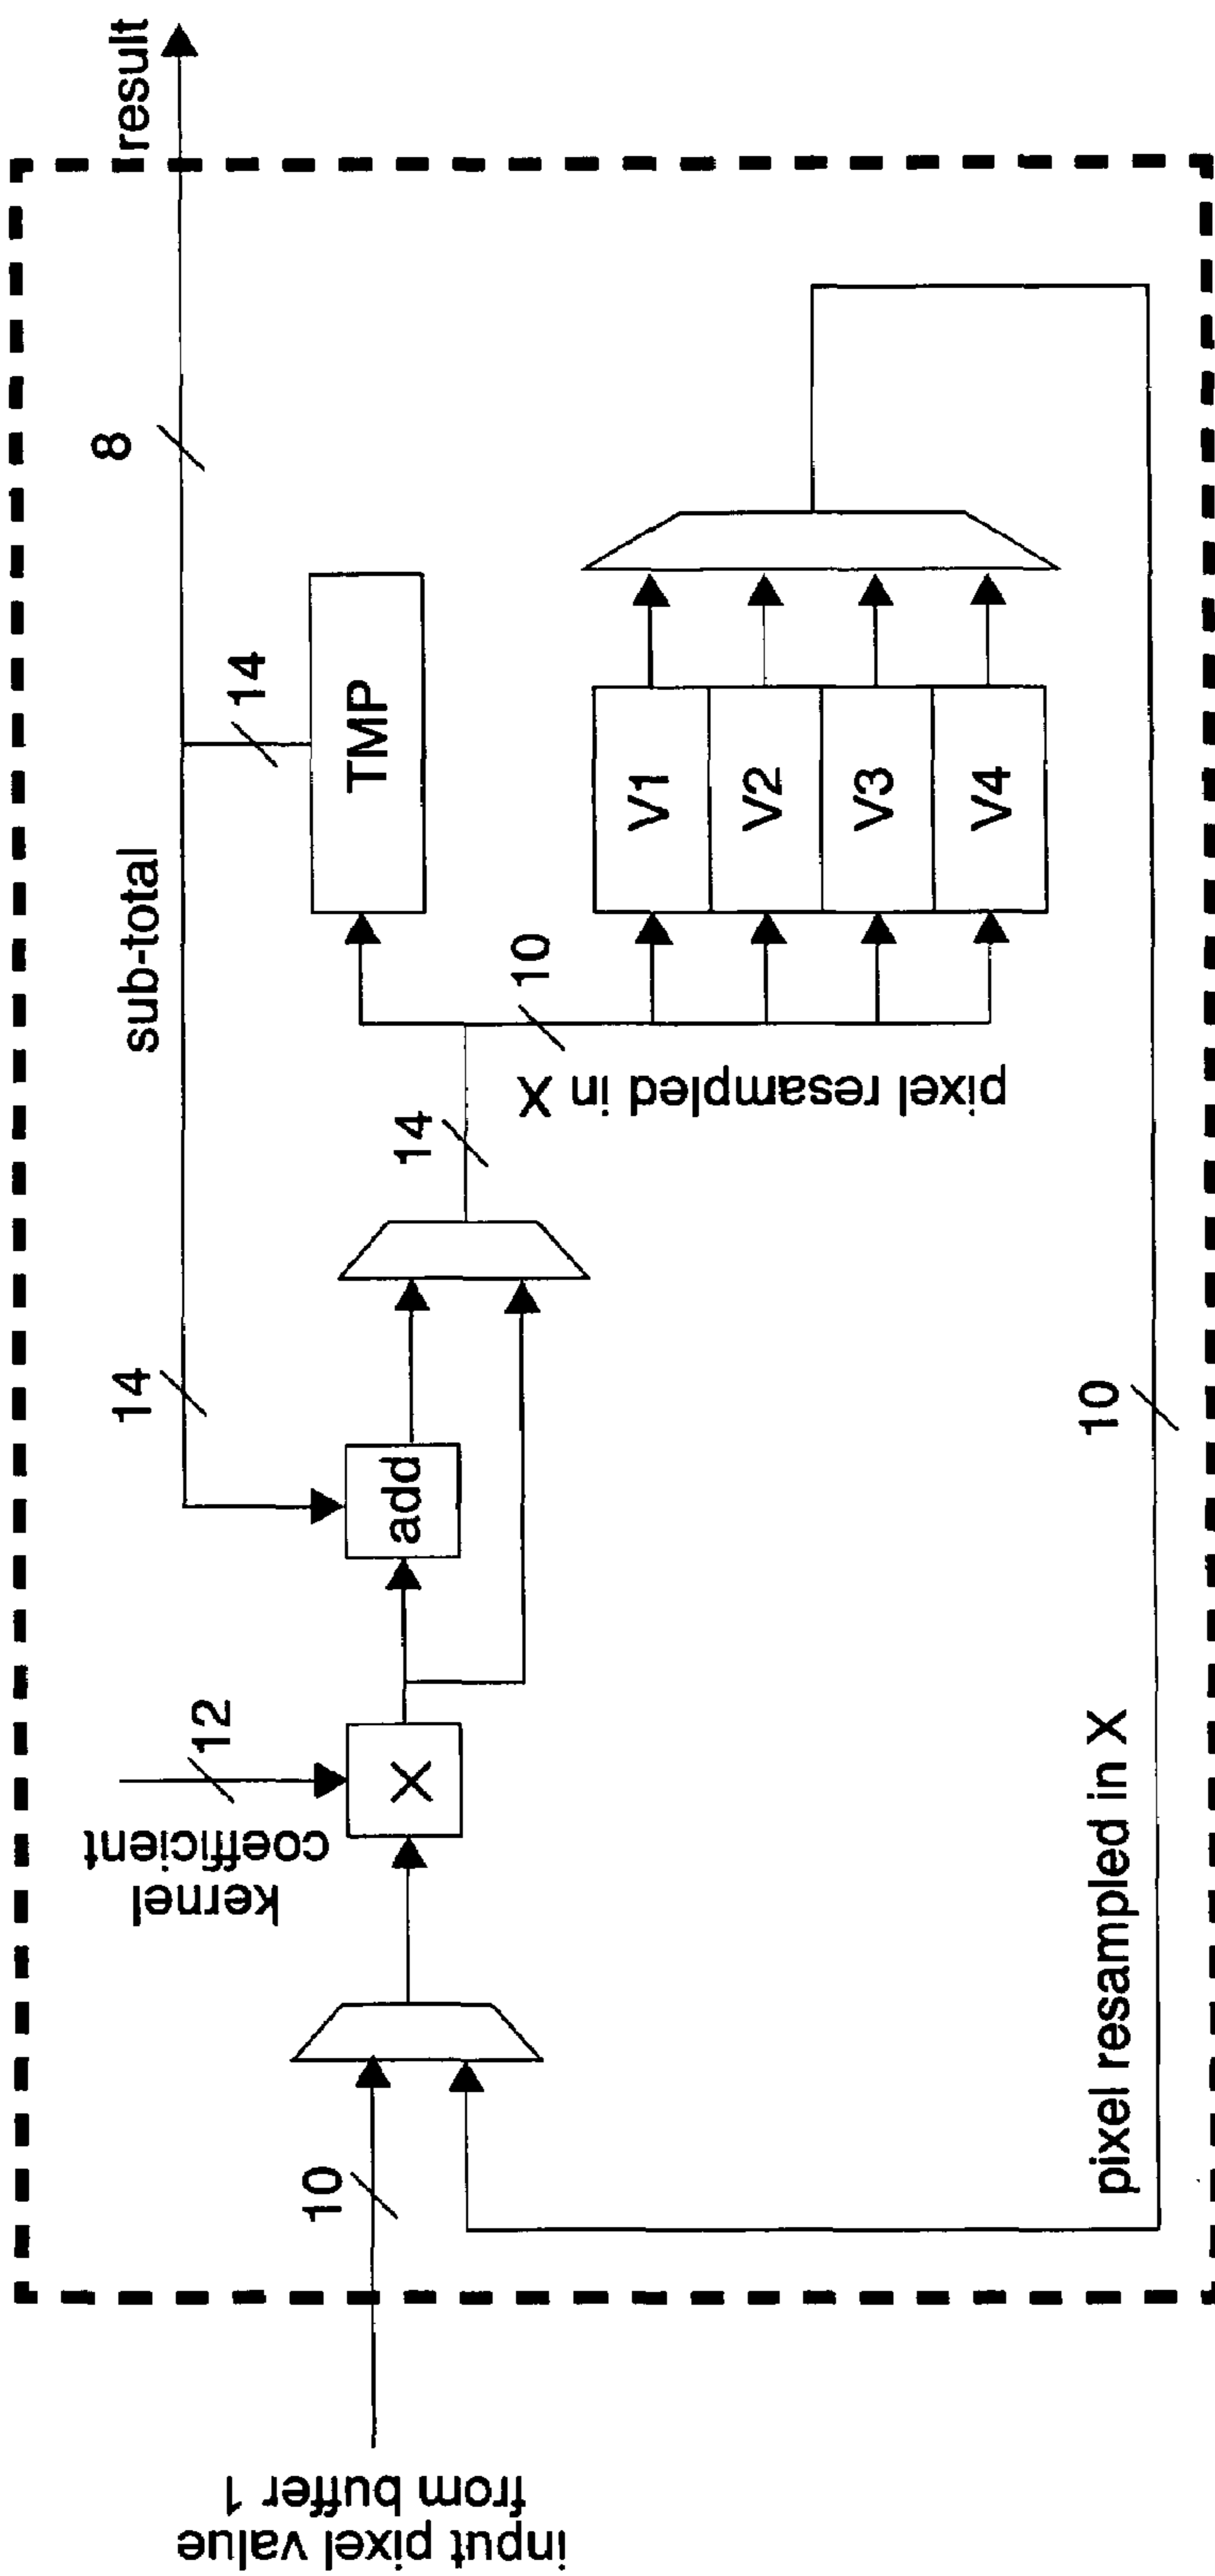 input pixel value
from buffer 1
10
kernel
coefficient
12
X
add
14
14
sub-total
TMP
14
8
result
pixel resampled in X
10
V1
V2
V3
V4
pixel resampled in X
10